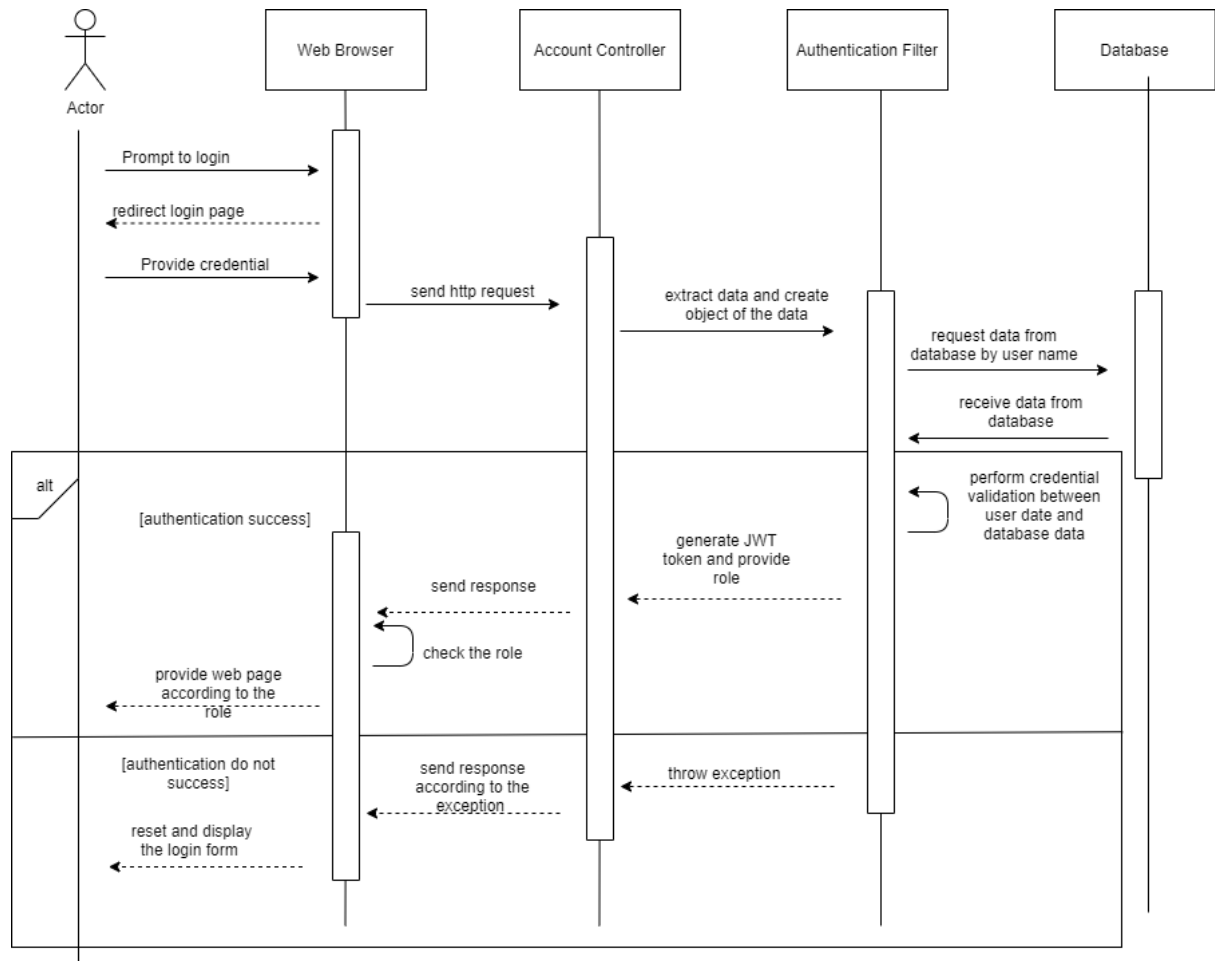 Actor
Web Browser
Account Controller
Authentication Filter
Database
Prompt to login
redirect login page
Provide credential
send http request
extract data and create
object of the data
request data from
database by user name
receive data from
database
alt
perform credential
validation between
user date and
database data
[authentication success]
generate JWT
token and provide
role
send response
check the role
provide web page
according to the
role
[authentication do not
success]
throw exception
send response
according to the
exception
reset and display
the login form